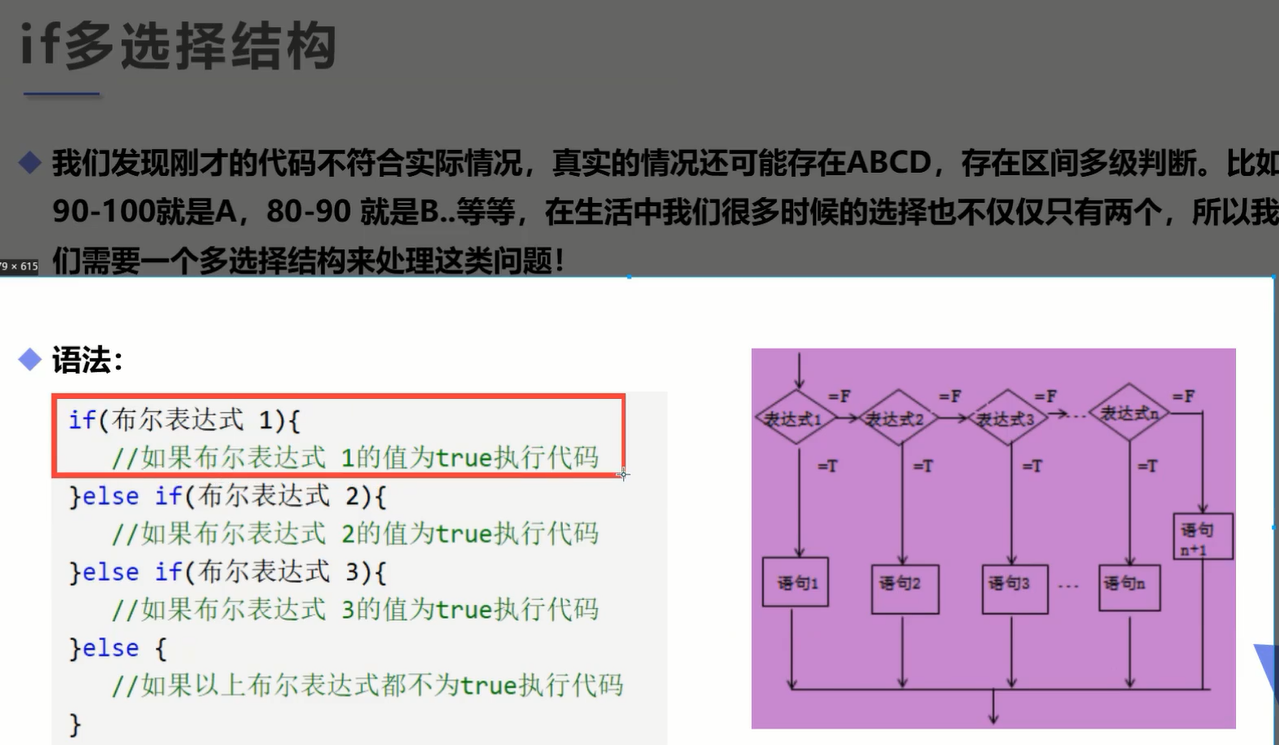 if多选择结构
我们发现刚才的代码不符合实际情况，真实的情况还可能存在ABCD，存在区间多级判断。比如
90-100就是A，80-90 就是B..等等，在生活中我们很多时候的选择也不仅仅只有两个，所以我
们需要一个多选择结构来处理这类问题！
79 × 615
语法：
if(布尔表达式 1){
//如果布尔表达式 1的值为true执行代码
}else if(布尔表达式 2){
//如果布尔表达式 2的值为true执行代码
}else if(布尔表达式 3){
//如果布尔表达式 3的值为true执行代码
}else {
//如果以上布尔表达式都不为true执行代码
}
=F =F =F =F
表达式1 表达式2 表达式3 ... 表达式n
=T =T =T =T
语句
n+1
语句1 语句2 语句3 ... 语句n